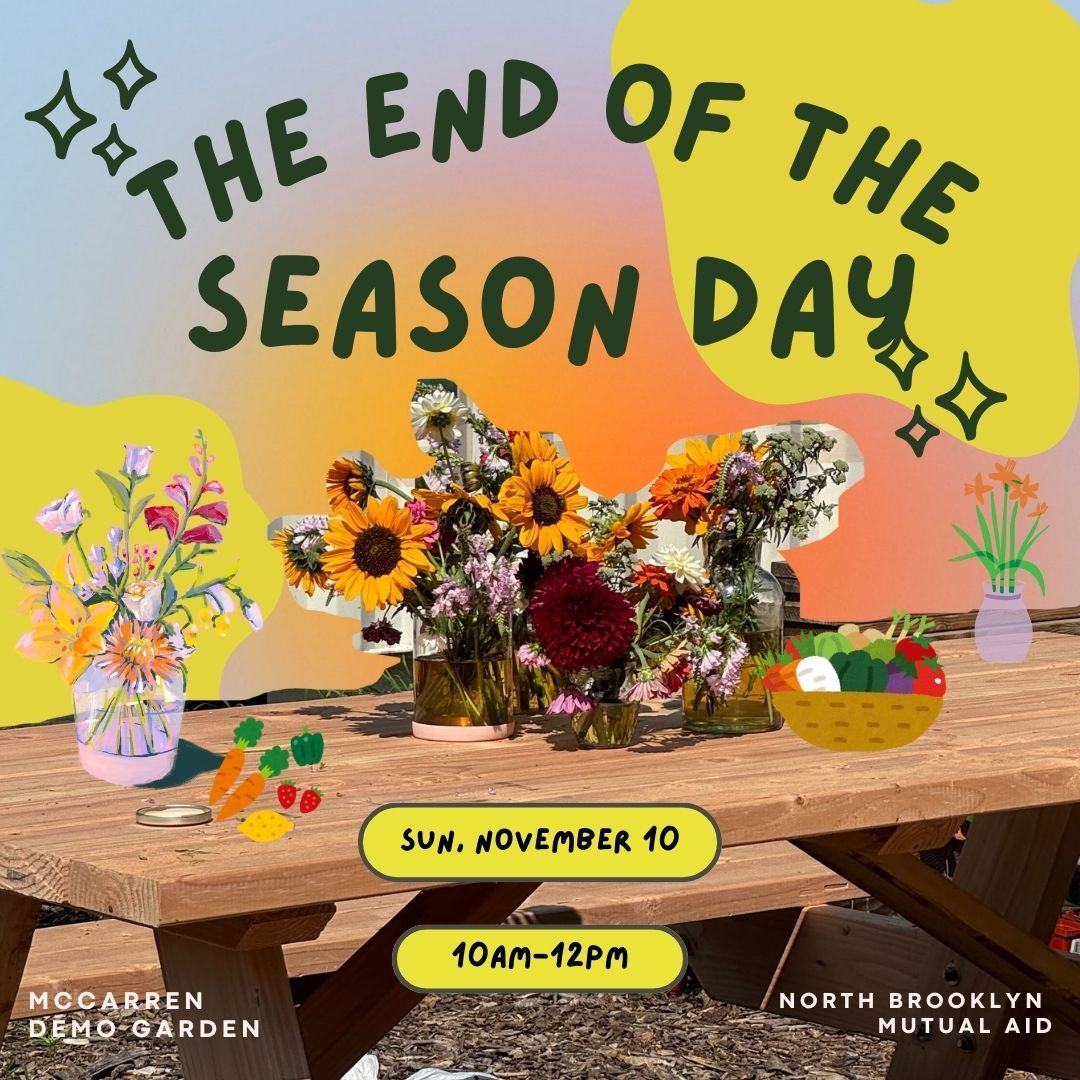 THE END OF THE
SEASON DAY
SUN. NOVEMBER 10
10AM-12PM
MCCARREN
DEMO GARDEN
NORTH BROOKLYN
MUTUAL AID